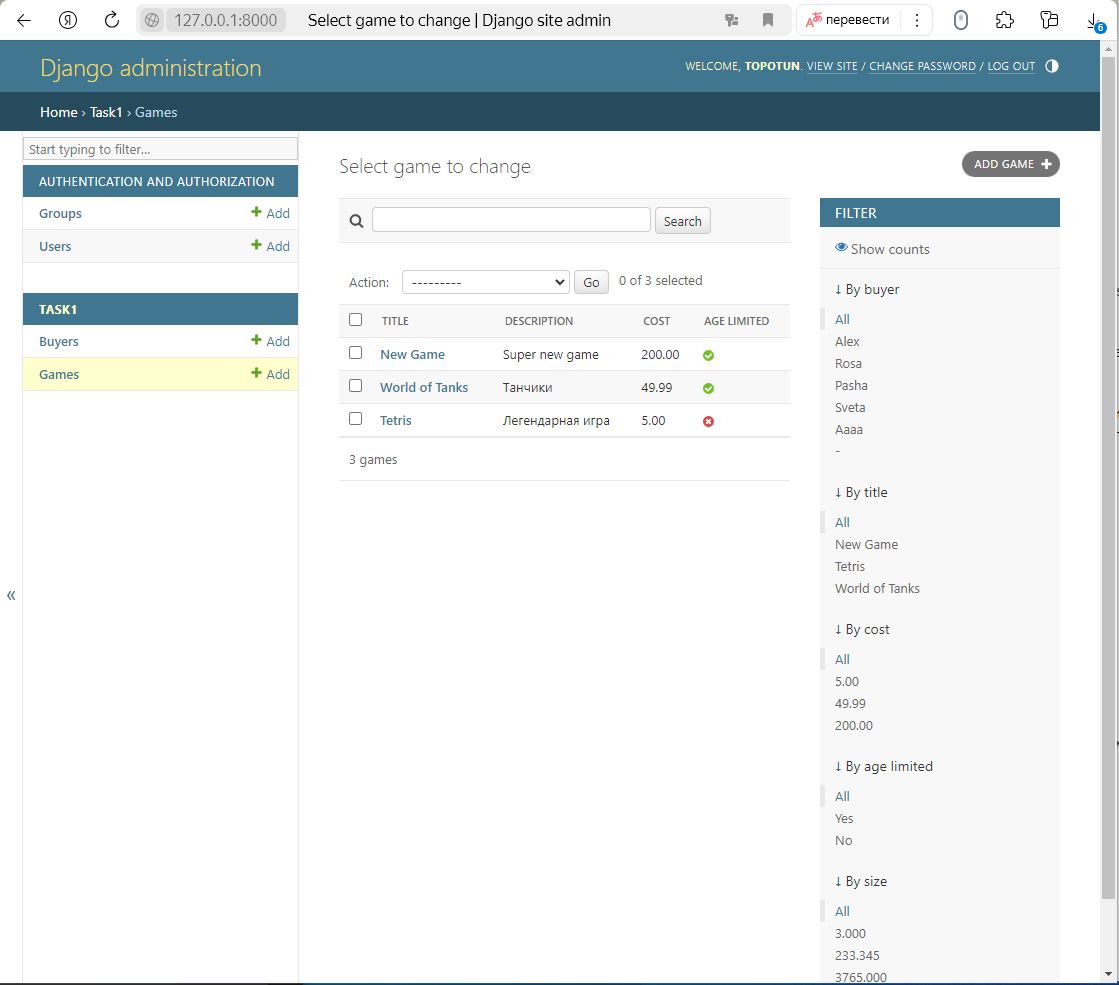 127.0.0.1:8000 Select game to change | Django site admin перевести 6
Django administration
WELCOME, TOPOTUN. VIEW SITE / CHANGE PASSWORD / LOG OUT
Home › Task1 › Games
Start typing to filter...
AUTHENTICATION AND AUTHORIZATION
Groups + Add
Users + Add
TASK1
Buyers + Add
Games + Add
«
Select game to change
ADD GAME +
Search
Action: --------- Go 0 of 3 selected
TITLE DESCRIPTION COST AGE LIMITED
New Game Super new game 200.00
World of Tanks Танчики 49.99
Tetris Легендарная игра 5.00
3 games
FILTER
Show counts
↓ By buyer
All
Alex
Rosa
Pasha
Sveta
Aaaa
-
↓ By title
All
New Game
Tetris
World of Tanks
↓ By cost
All
5.00
49.99
200.00
↓ By age limited
All
Yes
No
↓ By size
All
3.000
233.345
3765.000